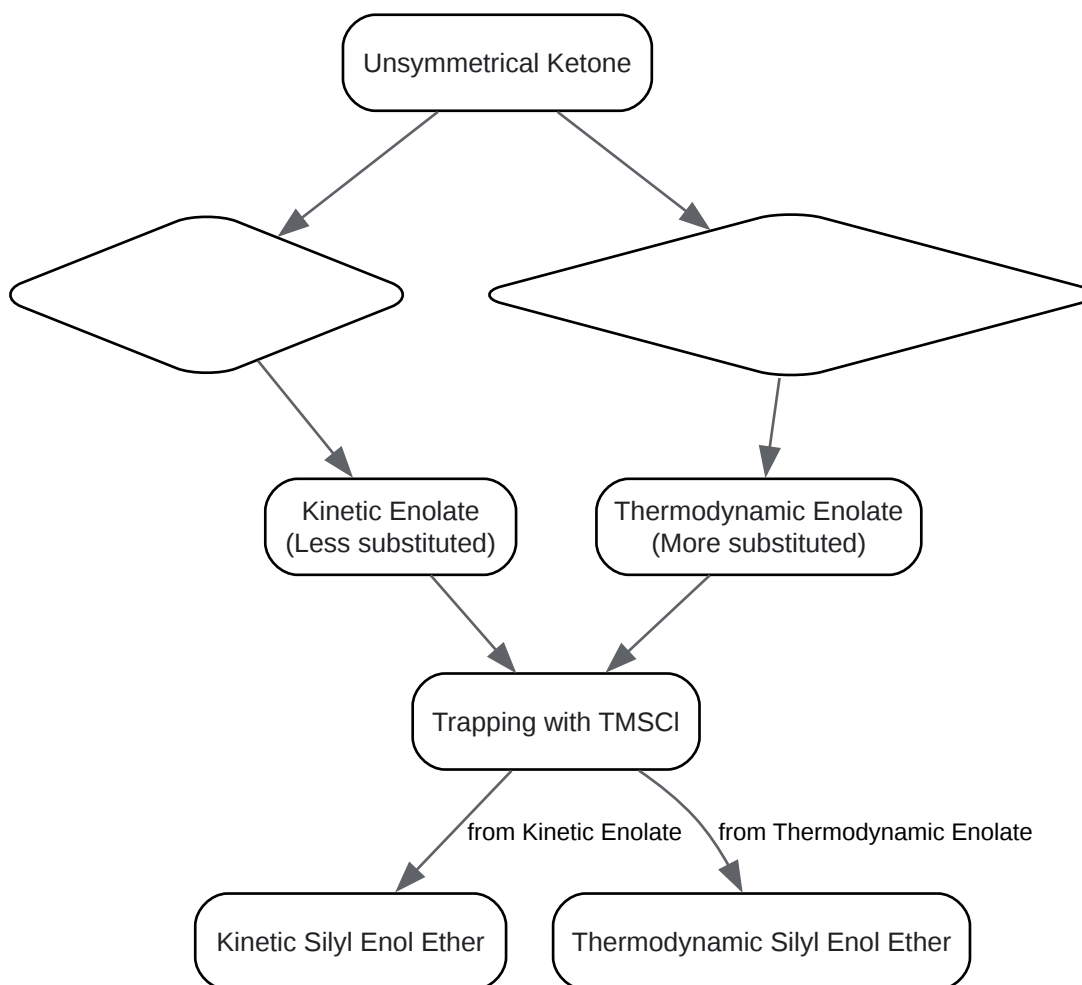 Unsymmetrical Ketone
Kinetic Enolate
(Less substituted)
Thermodynamic Enolate
(More substituted)
Trapping with TMSCl
from Kinetic Enolate
from Thermodynamic Enolate
Kinetic Silyl Enol Ether
Thermodynamic Silyl Enol Ether